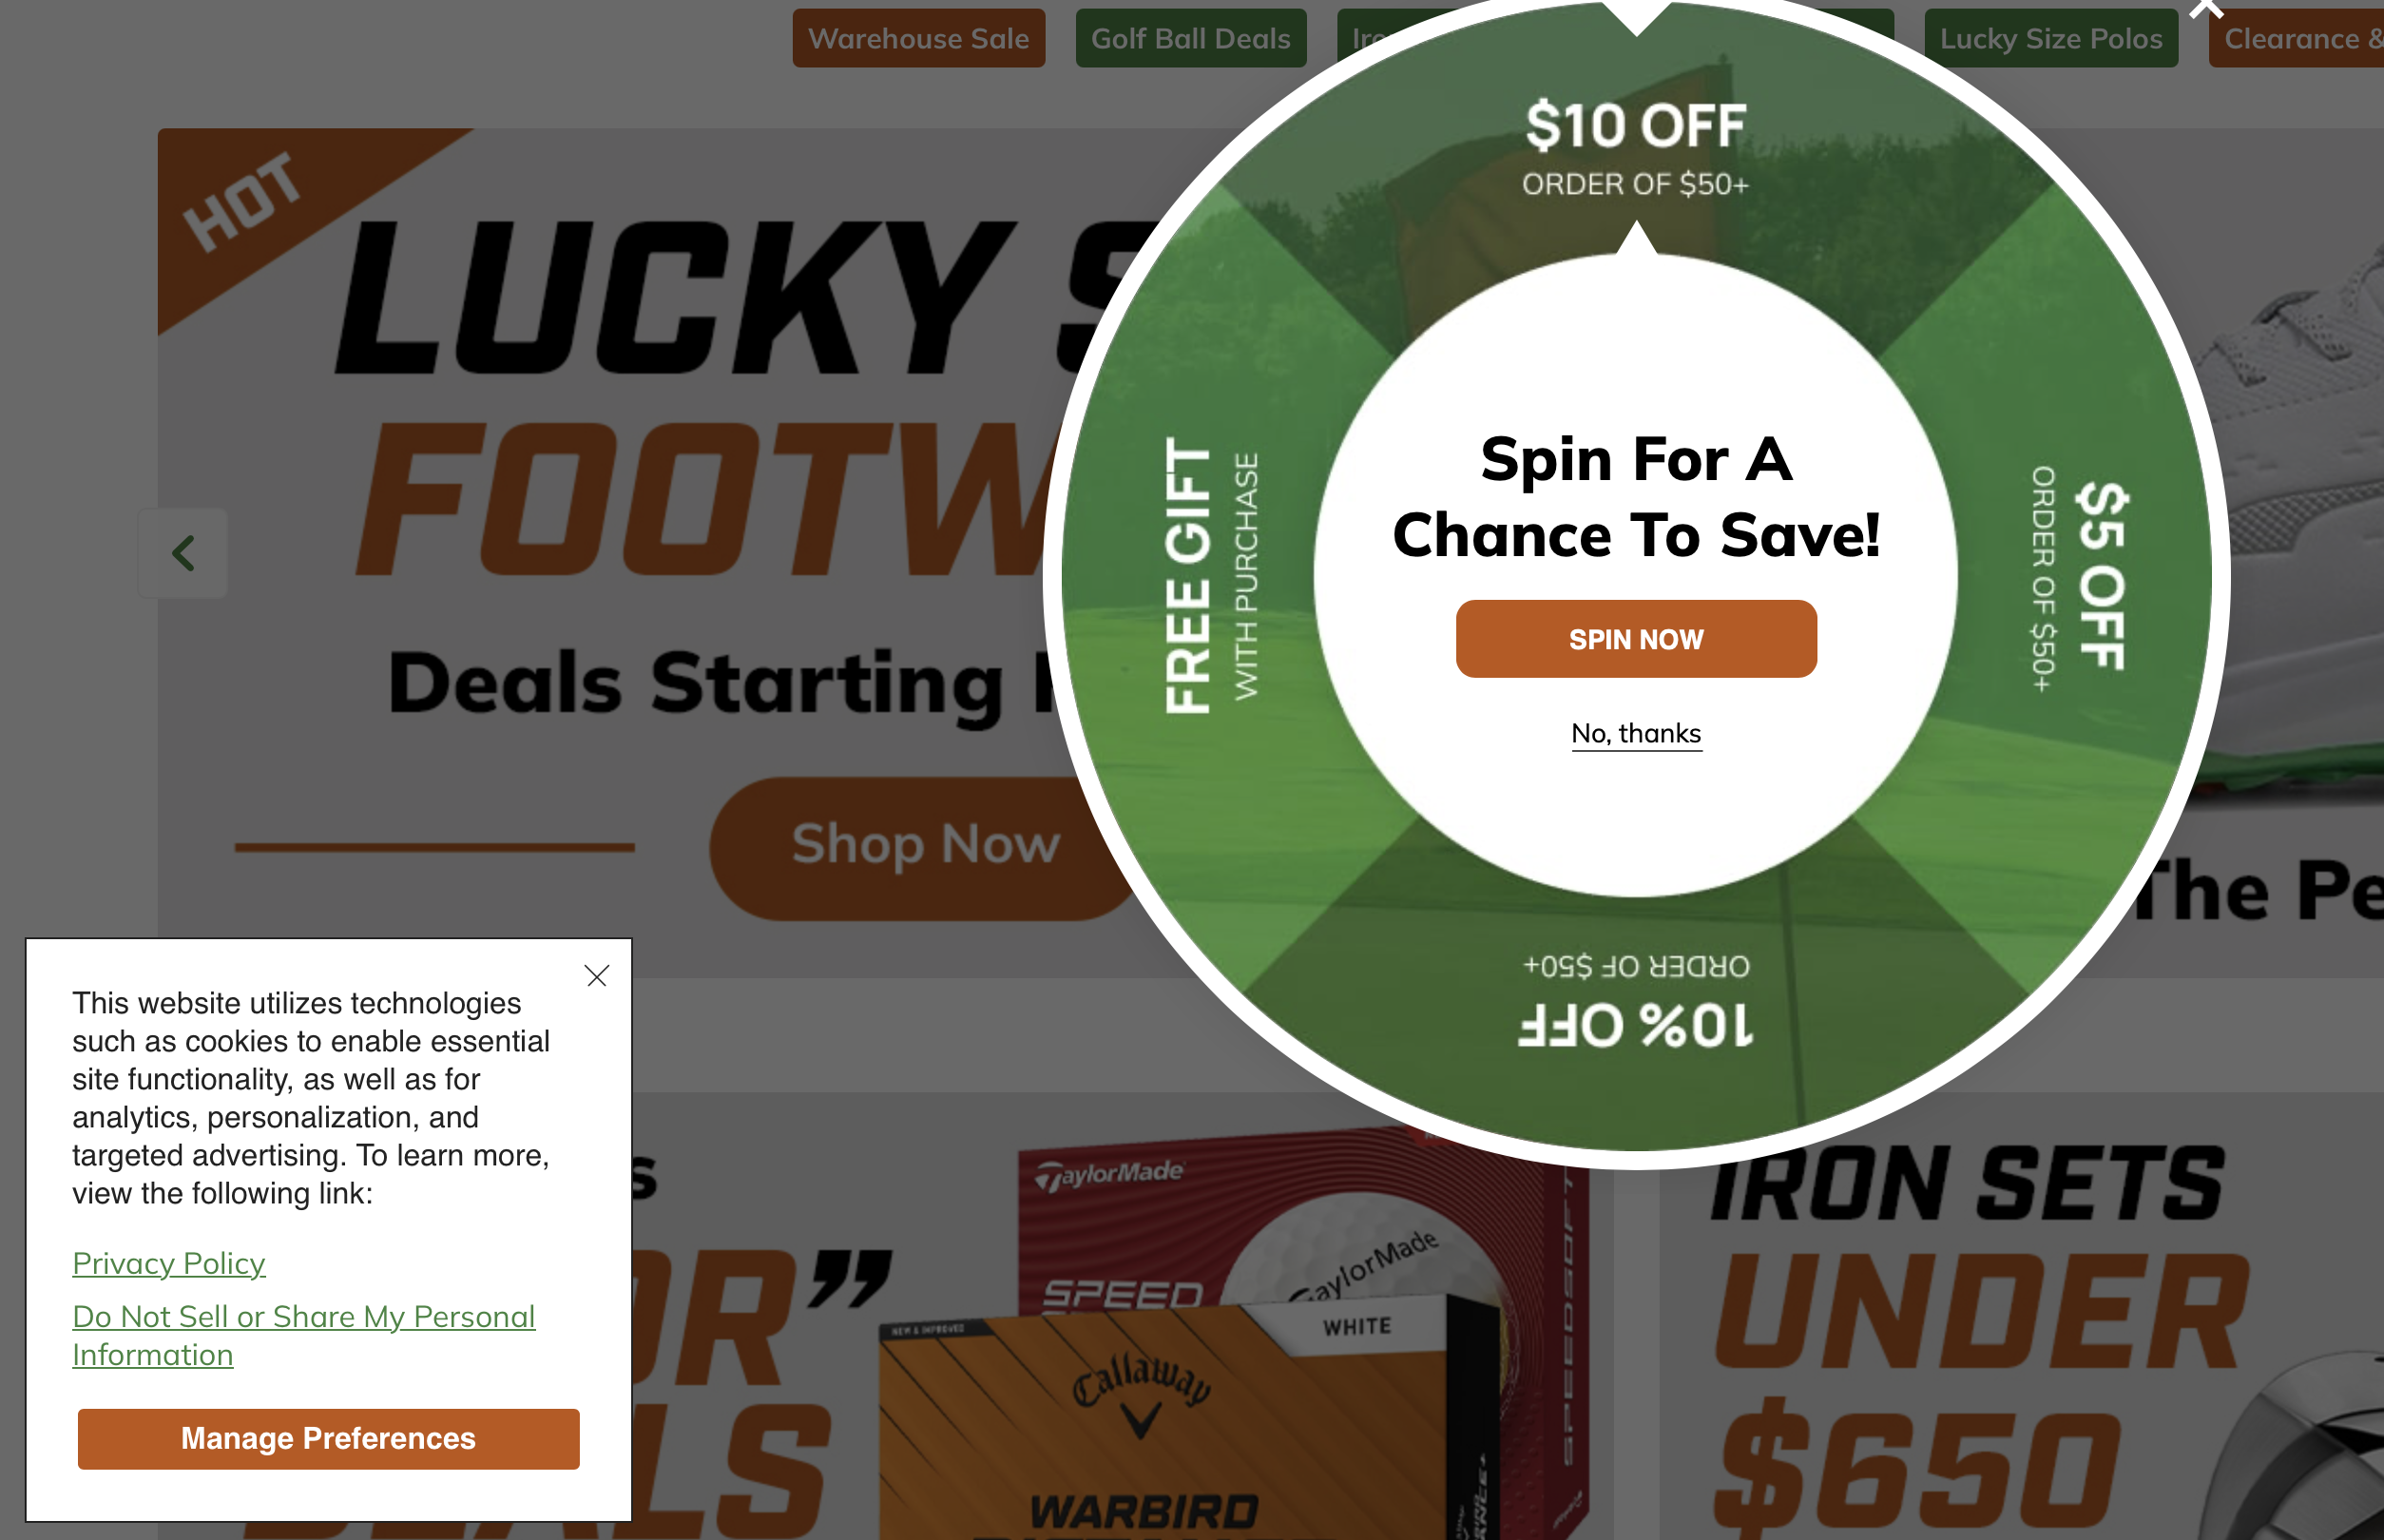 Warehouse Sale
Golf Ball Deals
Lucky Size Polos
Clearance &
HOT
LUCKY
Deals Starting
Shop Now
$10 OFF
ORDER OF $50+
FREE GIFT
WITH PURCHASE
Spin For A
Chance To Save!
SPIN NOW
No, thanks
$5 OFF
ORDER OF $50+
10% OFF
ORDER OF $50+
The
This website utilizes technologies
such as cookies to enable essential
site functionality, as well as for
analytics, personalization, and
targeted advertising. To learn more,
view the following link:
Privacy Policy
Do Not Sell or Share My Personal
Information
Manage Preferences
TaylorMade
SPEED
TaylorMade
SPEEDSOFT
NEW & IMPROVED
WHITE
Callaway
WARBIRD
IRON SETS
UNDER
$650